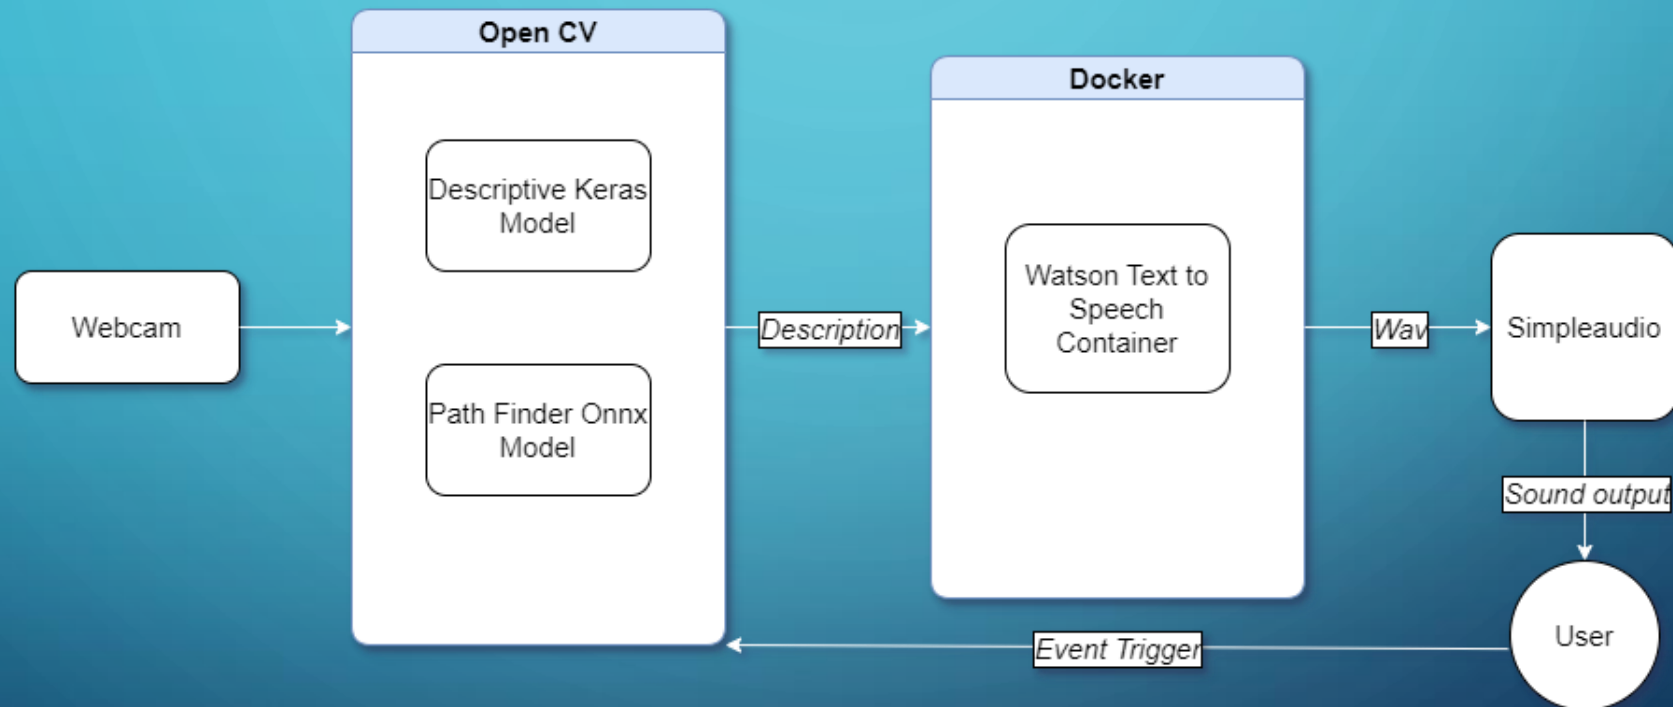 Open CV
Docker
Descriptive Keras
Model
Watson Text to
Speech
Container
Webcam
Description
Wav
Simpleaudio
Path Finder Onnx
Model
Sound output
Event Trigger
User